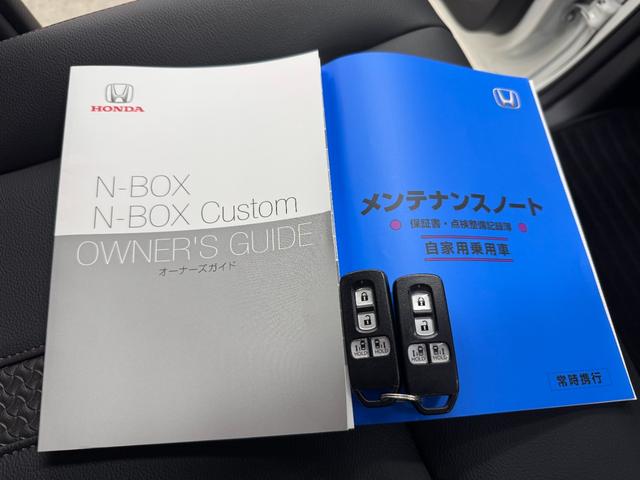 HONDA
N-BOX
N-BOX Custom
OWNER'S GUIDE
オーナーズガイド
メンテナンスノート
保証書・点検整備記録簿
自家用乗用車
常時携行
HOLD HOLD
HOLD HOLD